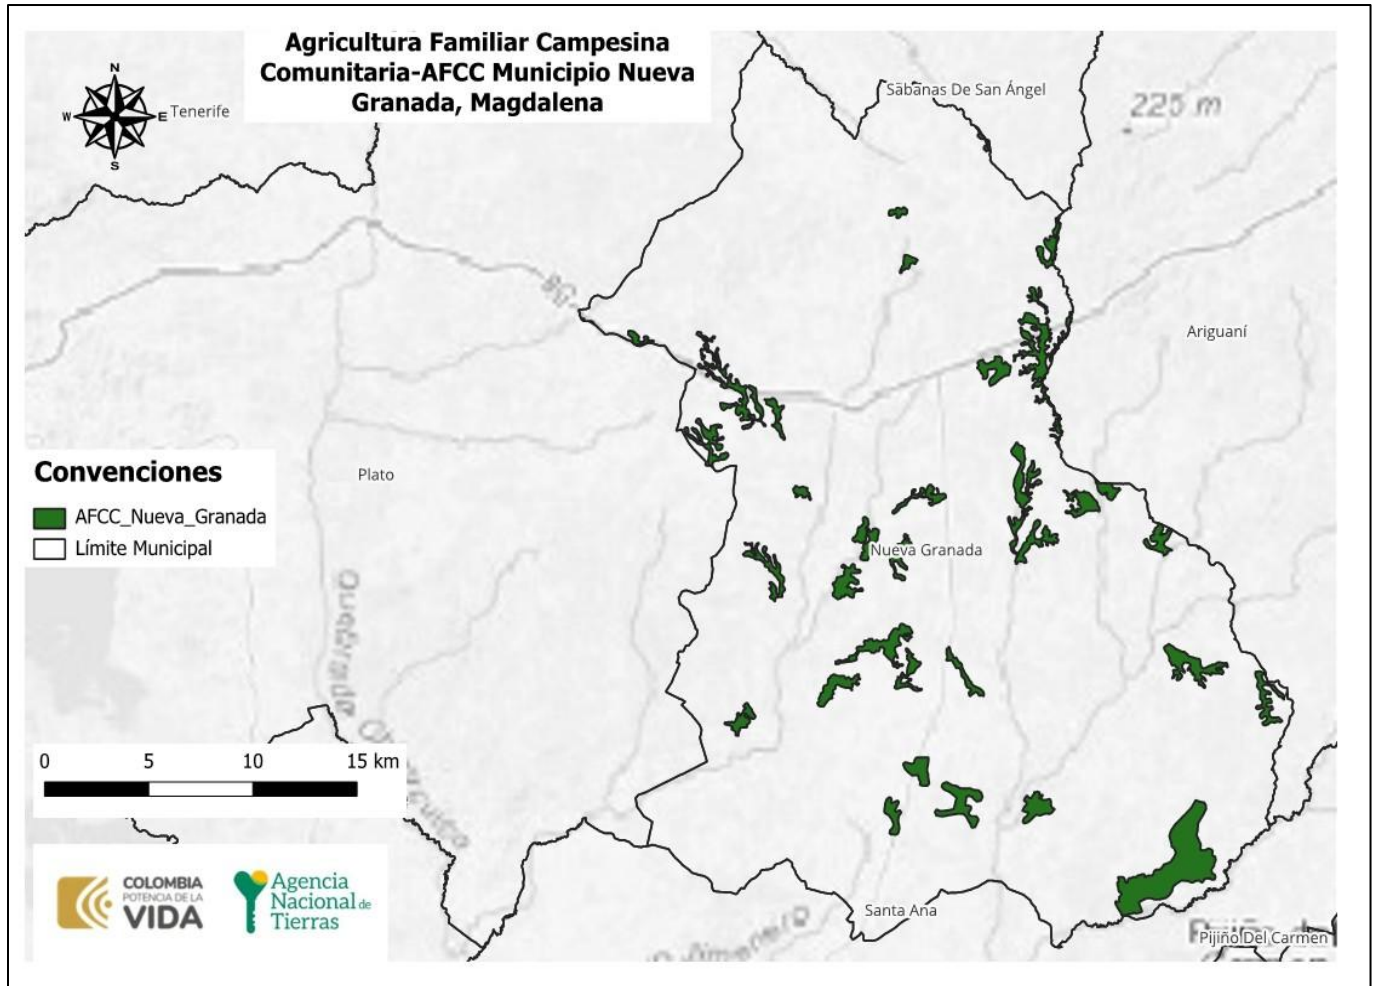 Agricultura Familiar Campesina
Comunitaria-AFCC Municipio Nueva
Granada, Magdalena
N
W
E
S
Tenerife
Sabanas De San Ángel
225 m
Ariguaní
Plato
Convenciones
AFCC_Nueva_Granada
Límite Municipal
Nueva Granada
Quebrada
0 5 10 15 km
COLOMBIA
POTENCIA DE LA
VIDA
Agencia
Nacional de
Tierras
Santa Ana
Pijiño Del Carmen